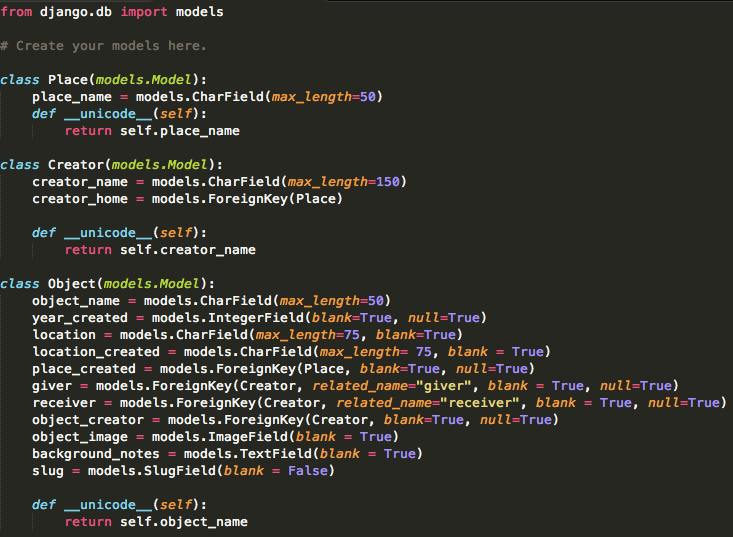 from django.db import models
# Create your models here.
class Place(models.Model):
place_name = models.CharField(max_length=50)
def __unicode__(self):
return self.place_name
class Creator(models.Model):
creator_name = models.CharField(max_length=150)
creator_home = models.ForeignKey(Place)
def __unicode__(self):
return self.creator_name
class Object(models.Model):
object_name = models.CharField(max_length=50)
year_created = models.IntegerField(blank=True, null=True)
location = models.CharField(max_length=75, blank=True)
location_created = models.CharField(max_length= 75, blank = True)
place_created = models.ForeignKey(Place, blank=True, null=True)
giver = models.ForeignKey(Creator, related_name="giver", blank = True, null=True)
receiver = models.ForeignKey(Creator, related_name="receiver", blank = True, null=True)
object_creator = models.ForeignKey(Creator, blank=True, null=True)
object_image = models.ImageField(blank = True)
background_notes = models.TextField(blank = True)
slug = models.SlugField(blank = False)
def __unicode__(self):
return self.object_name